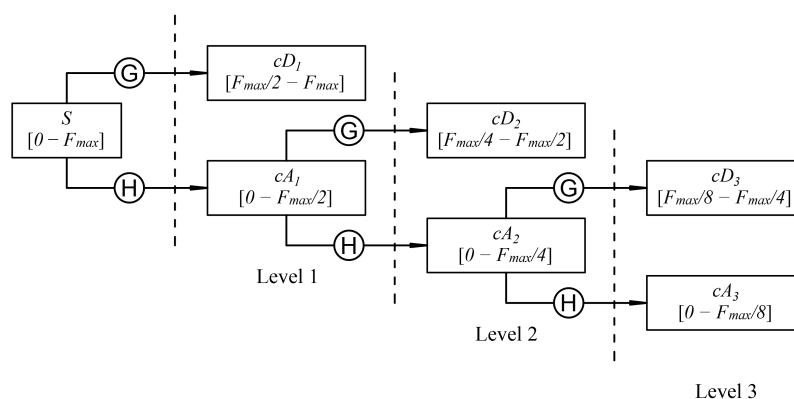 G
cD1
[Fmax/2 – Fmax]
S
[0 – Fmax]
H
cA1
[0 – Fmax/2]
Level 1
G
cD2
[Fmax/4 – Fmax/2]
H
cA2
[0 – Fmax/4]
Level 2
G
cD3
[Fmax/8 – Fmax/4]
H
cA3
[0 – Fmax/8]
Level 3